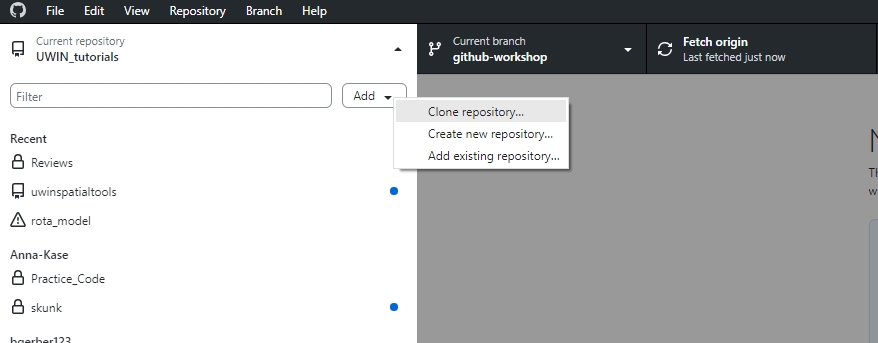 File Edit View Repository Branch Help
Current repository
UWIN_tutorials
Current branch
github-workshop
Fetch origin
Last fetched just now
Filter
Add
Clone repository...
Create new repository...
Add existing repository...
Recent
Reviews
uwinspatialtools
rota_model
Anna-Kase
Practice_Code
skunk